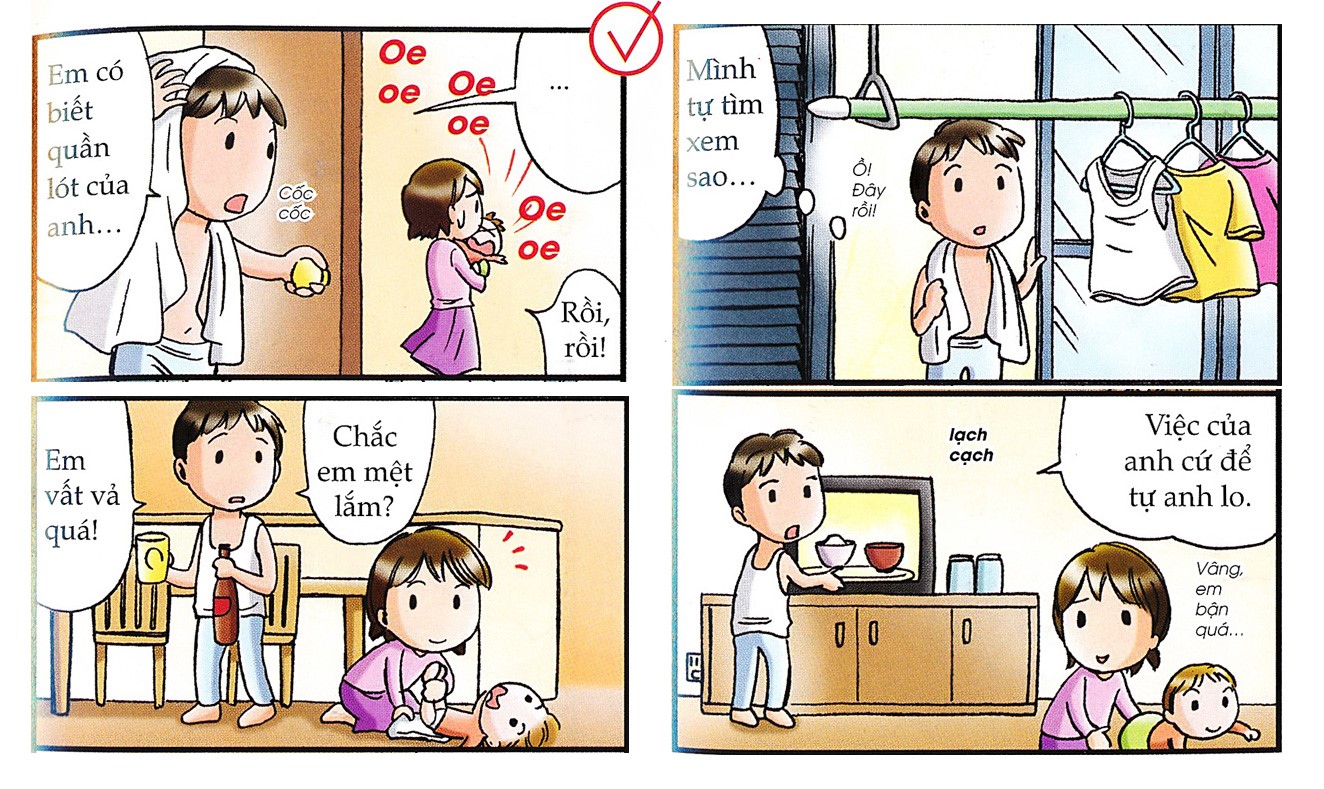 Em có
biết
quần
lót của
anh...
Cốc
cốc
Oe
oe
Oe
oe
...
Oe
oe
Rồi,
rồi!
Mình
tự tìm
xem
sao...
Ồ!
Đây
rồi!
Em
vất vả
quá!
Chắc
em mệt
lắm?
lạch
cạch
Việc của
anh cứ để
tự anh lo.
Vâng,
em
bận
quá...